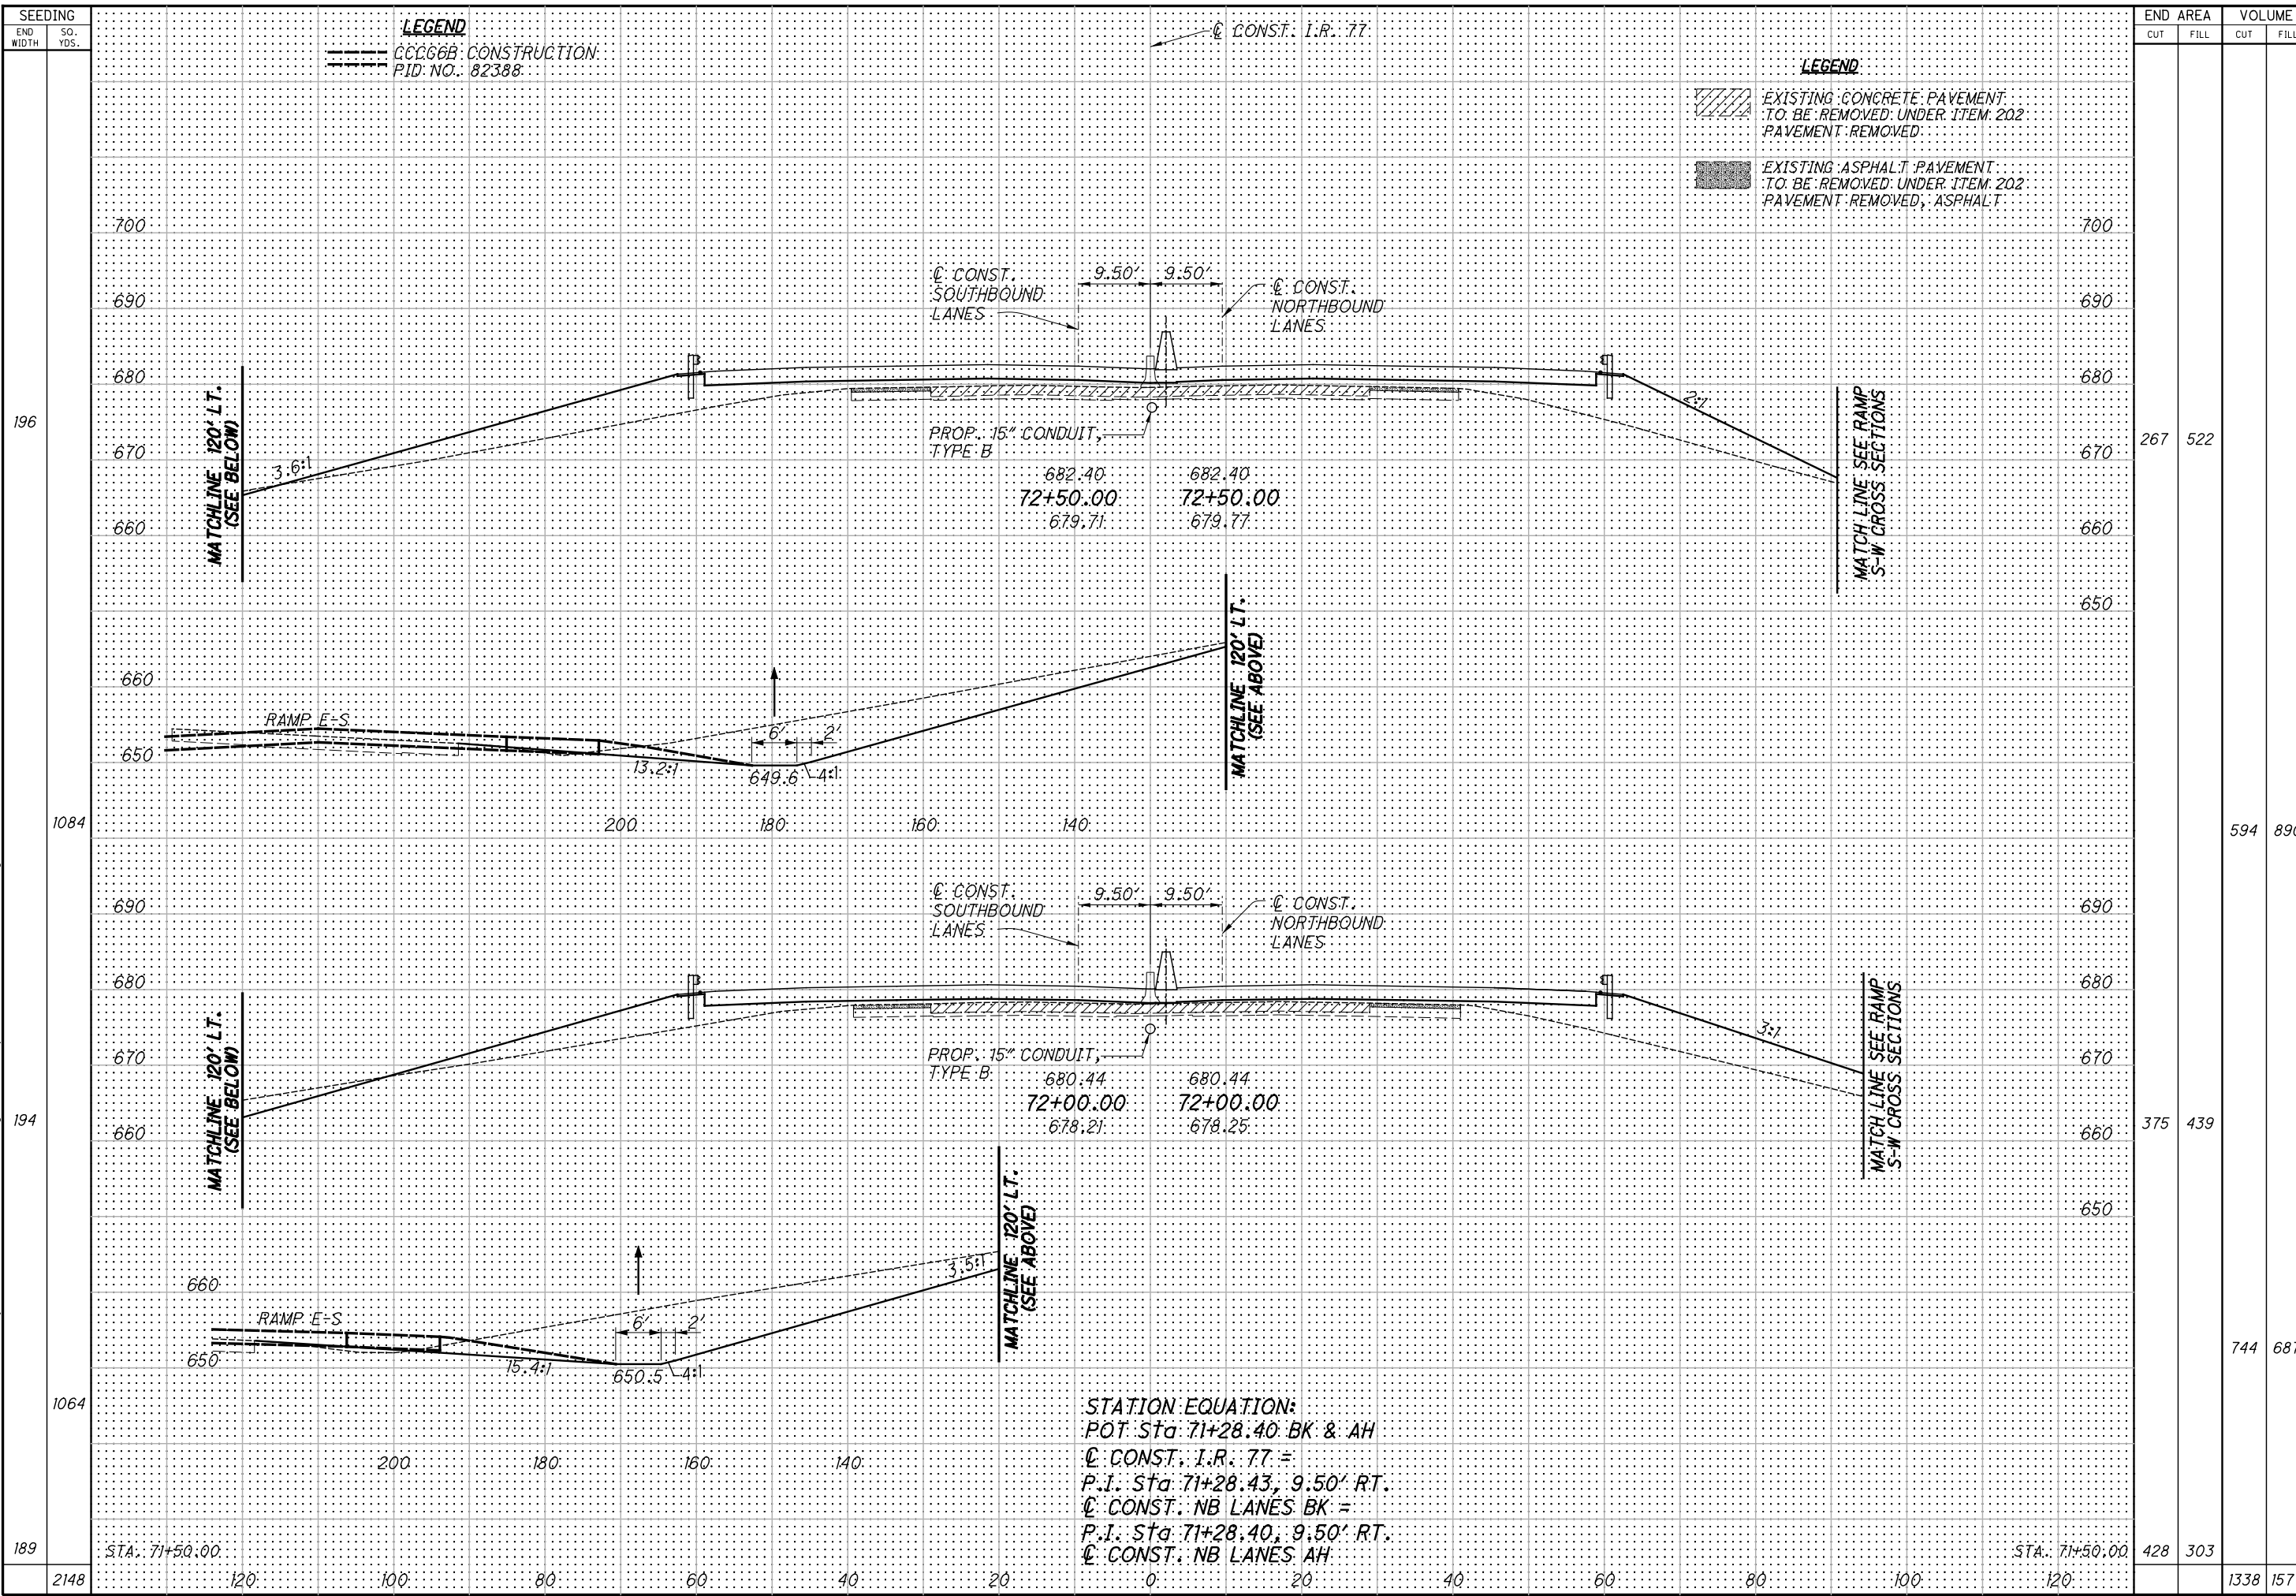 SEEDING
END WIDTH
SQ. YDS.
LEGEND
CCCG6B CONSTRUCTION
PID NO. 82388
℄ CONST. I.R. 77
END AREA
VOLUME
CUT
FILL
CUT
LEGEND
EXISTING CONCRETE PAVEMENT
TO BE REMOVED UNDER ITEM 202
PAVEMENT REMOVED
EXISTING ASPHALT PAVEMENT
TO BE REMOVED UNDER ITEM 202
PAVEMENT REMOVED, ASPHALT
700
700
690
690
680
680
670
670
660
660
650
℄ CONST.
SOUTHBOUND
LANES
9.50'
9.50'
℄ CONST.
NORTHBOUND
LANES
MATCHLINE 120' LT.
(SEE BELOW)
3.6:1
2:1
MATCH LINE SEE RAMP
S-W CROSS SECTIONS
PROP. 15" CONDUIT,
TYPE B
682.40
682.40
72+50.00
72+50.00
679.71
679.77
196
267
522
660
650
RAMP E-S
13.2:1
6'
2'
649.6
4:1
MATCHLINE 120' LT.
(SEE ABOVE)
200
180
160
140
1084
594
690
690
680
680
670
670
660
660
650
℄ CONST.
SOUTHBOUND
LANES
9.50'
9.50'
℄ CONST.
NORTHBOUND
LANES
MATCHLINE 120' LT.
(SEE BELOW)
3:1
MATCH LINE SEE RAMP
S-W CROSS SECTIONS
PROP. 15" CONDUIT,
TYPE B
680.44
680.44
72+00.00
72+00.00
678.21
678.25
194
375
439
660
650
RAMP E-S
15.4:1
6'
2'
650.5
4:1
3.5:1
MATCHLINE 120' LT.
(SEE ABOVE)
744
1064
200
180
160
140
STATION EQUATION:
POT Sta 71+28.40 BK & AH
℄ CONST. I.R. 77 =
P.I. Sta 71+28.43, 9.50' RT.
℄ CONST. NB LANES BK =
P.I. Sta 71+28.40, 9.50' RT.
℄ CONST. NB LANES AH
189
STA. 71+50.00
STA. 71+50.00
428
303
2148
120
100
80
60
40
20
0
20
40
60
80
100
120
1338